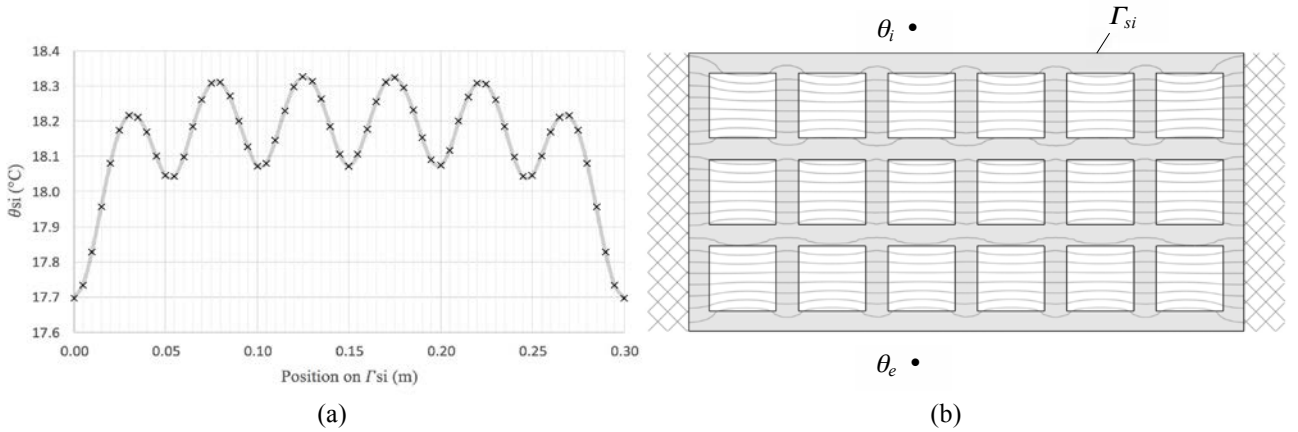 18.4
18.3
18.2
18.1
18.0
17.9
17.8
17.7
17.6
θsi (°C)
0.00 0.05 0.10 0.15 0.20 0.25 0.30
Position on Γsi (m)
(a)
θi
Γsi
θe
(b)